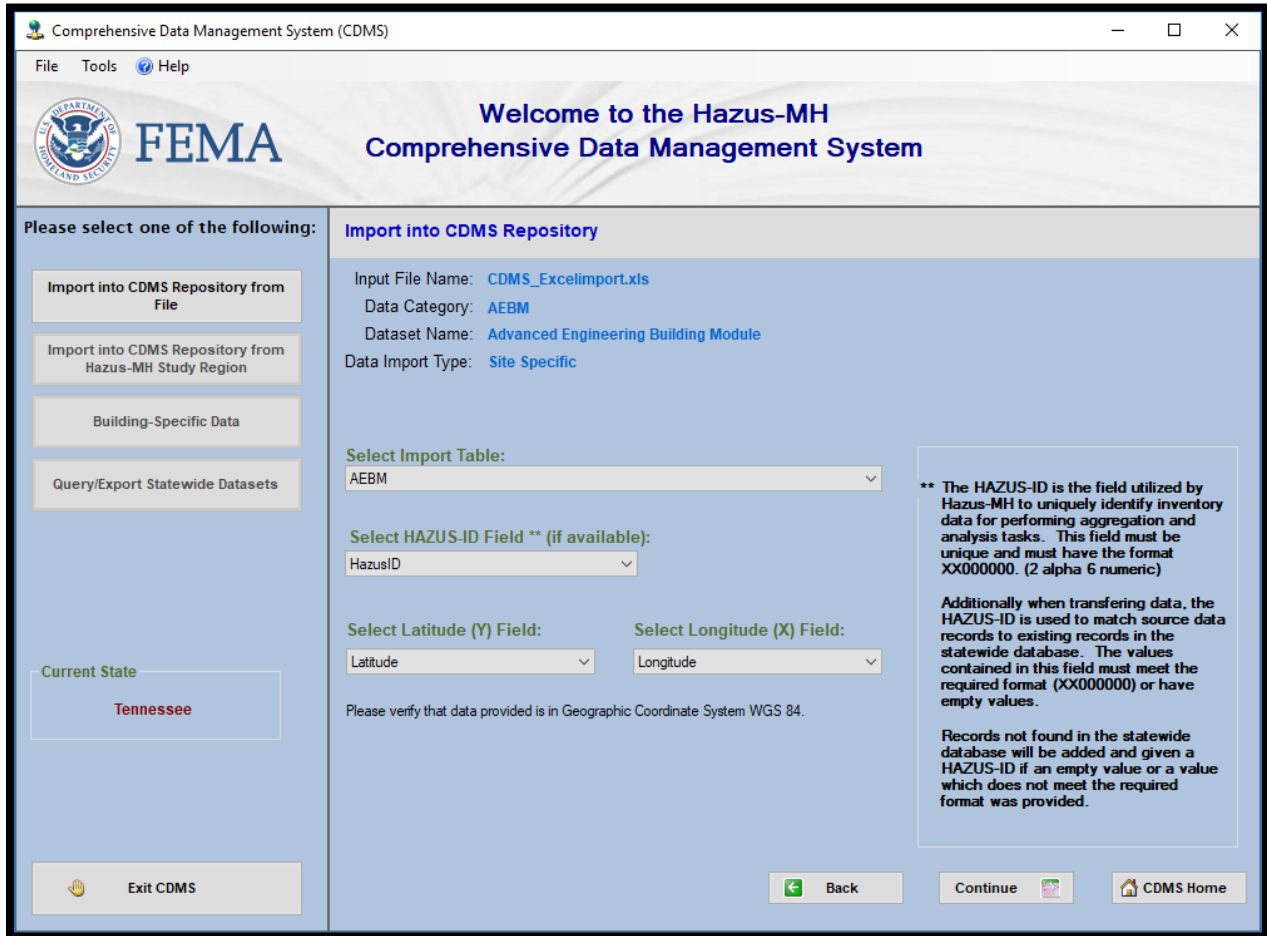 Comprehensive Data Management System (CDMS)
File Tools Help
U.S. DEPARTMENT OF HOMELAND SECURITY
FEMA
Welcome to the Hazus-MH
Comprehensive Data Management System
Please select one of the following:
Import into CDMS Repository from
File
Import into CDMS Repository from
Hazus-MH Study Region
Building-Specific Data
Query/Export Statewide Datasets
Current State
Tennessee
Exit CDMS
Import into CDMS Repository
Input File Name: CDMS_Excelimport.xls
Data Category: AEBM
Dataset Name: Advanced Engineering Building Module
Data Import Type: Site Specific
Select Import Table:
AEBM
Select HAZUS-ID Field ** (if available):
HazusID
Select Latitude (Y) Field: Select Longitude (X) Field:
Latitude Longitude
Please verify that data provided is in Geographic Coordinate System WGS 84.
** The HAZUS-ID is the field utilized by
Hazus-MH to uniquely identify inventory
data for performing aggregation and
analysis tasks. This field must be
unique and must have the format
XX000000. (2 alpha 6 numeric)
Additionally when transfering data, the
HAZUS-ID is used to match source data
records to existing records in the
statewide database. The values
contained in this field must meet the
required format (XX000000) or have
empty values.
Records not found in the statewide
database will be added and given a
HAZUS-ID if an empty value or a value
which does not meet the required
format was provided.
Back Continue CDMS Home